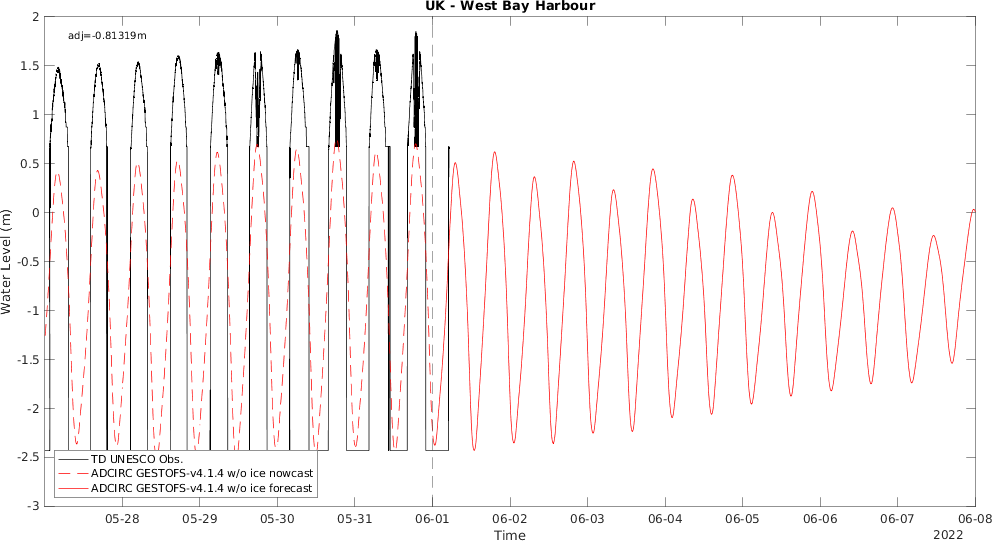 UK - West Bay Harbour
adj=-0.81319m
2
1.5
1
0.5
0
-0.5
-1
-1.5
-2
-2.5
-3
Water Level (m)
TD UNESCO Obs.
ADCIRC GESTOFS-v4.1.4 w/o ice nowcast
ADCIRC GESTOFS-v4.1.4 w/o ice forecast
05-28 05-29 05-30 05-31 06-01 06-02 06-03 06-04 06-05 06-06 06-07 06-08
Time
2022